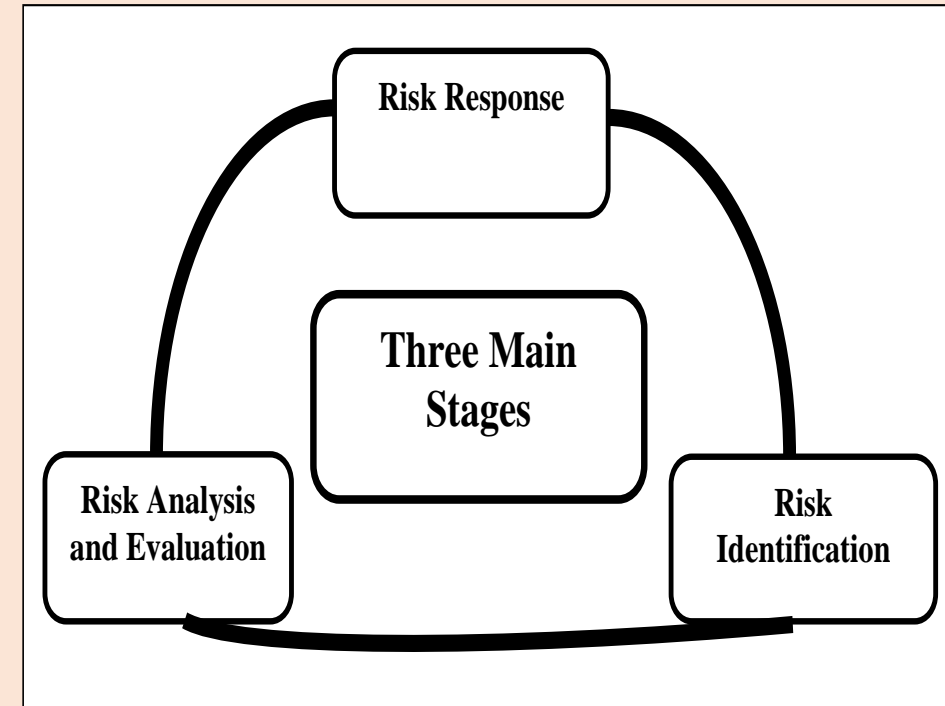 Risk Response
Three Main
Stages
Risk Analysis
and Evaluation
Risk
Identification